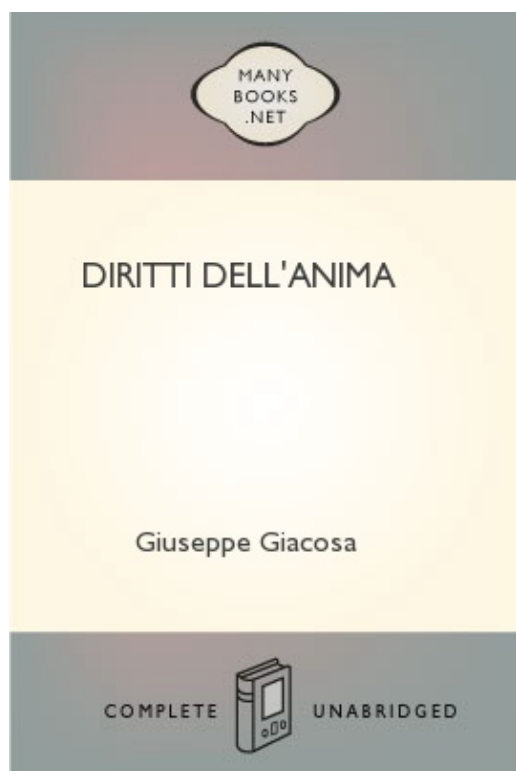 MANY
BOOKS
.NET
DIRITTI DELL'ANIMA
Giuseppe Giacosa
COMPLETE UNABRIDGED